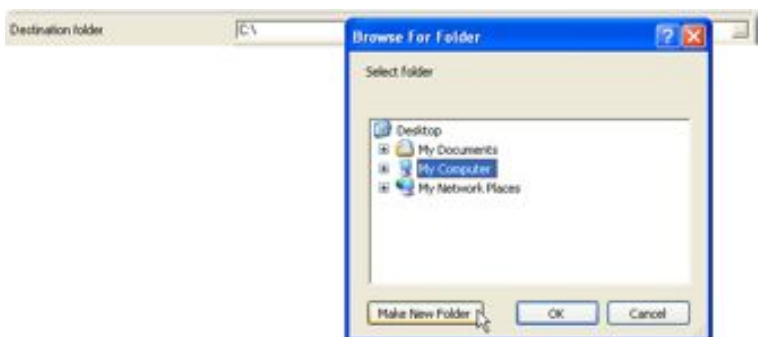 Destination folder
C:\
Browse For Folder
Select folder
Desktop
My Documents
My Computer
My Network Places
Make New Folder
OK
Cancel